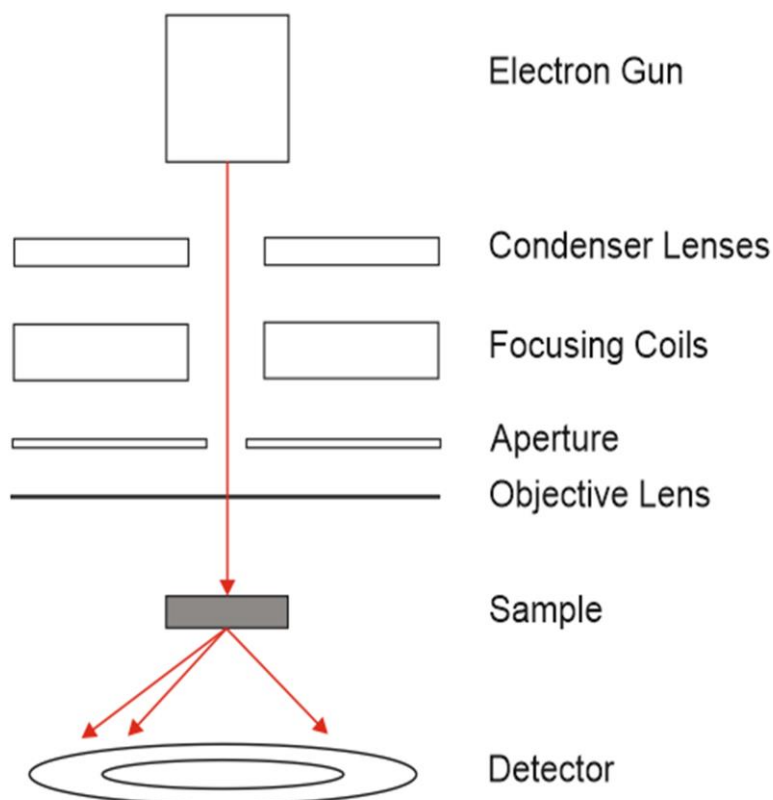 Electron Gun
Condenser Lenses
Focusing Coils
Aperture
Objective Lens
Sample
Detector